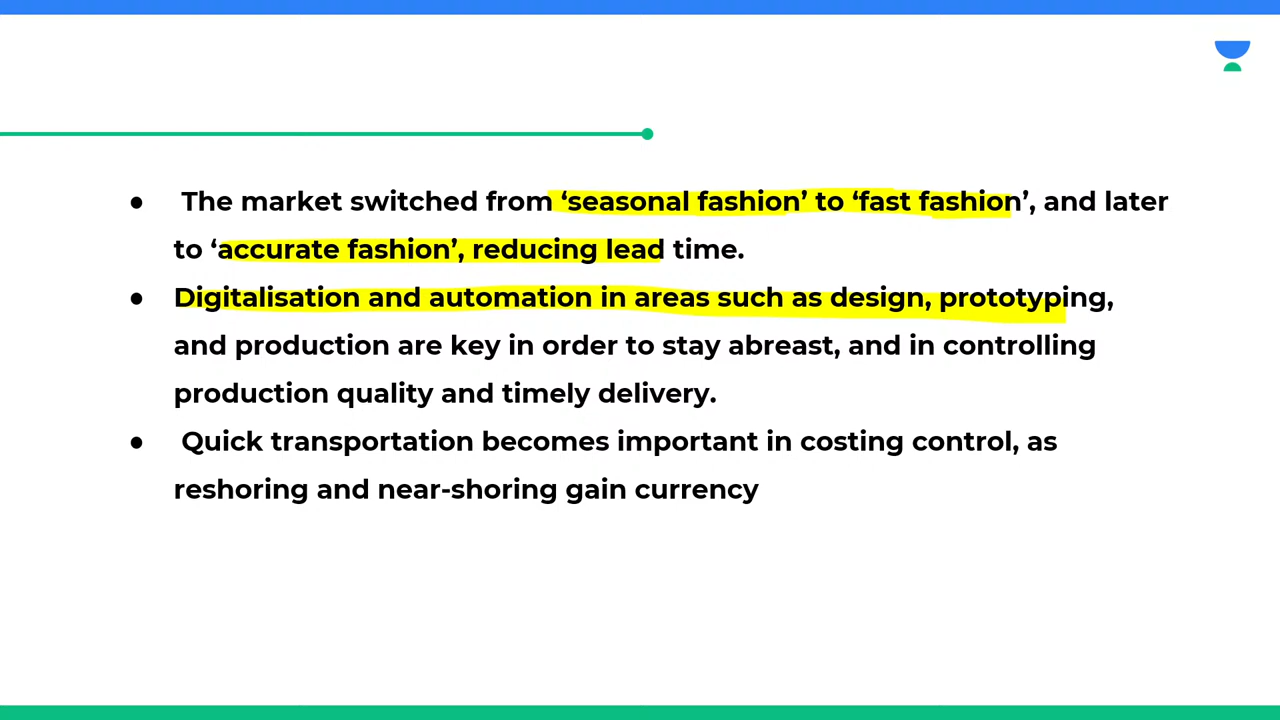 ● The market switched from ‘seasonal fashion’ to ‘fast fashion’, and later
to ‘accurate fashion’, reducing lead time.
● Digitalisation and automation in areas such as design, prototyping,
and production are key in order to stay abreast, and in controlling
production quality and timely delivery.
● Quick transportation becomes important in costing control, as
reshoring and near-shoring gain currency